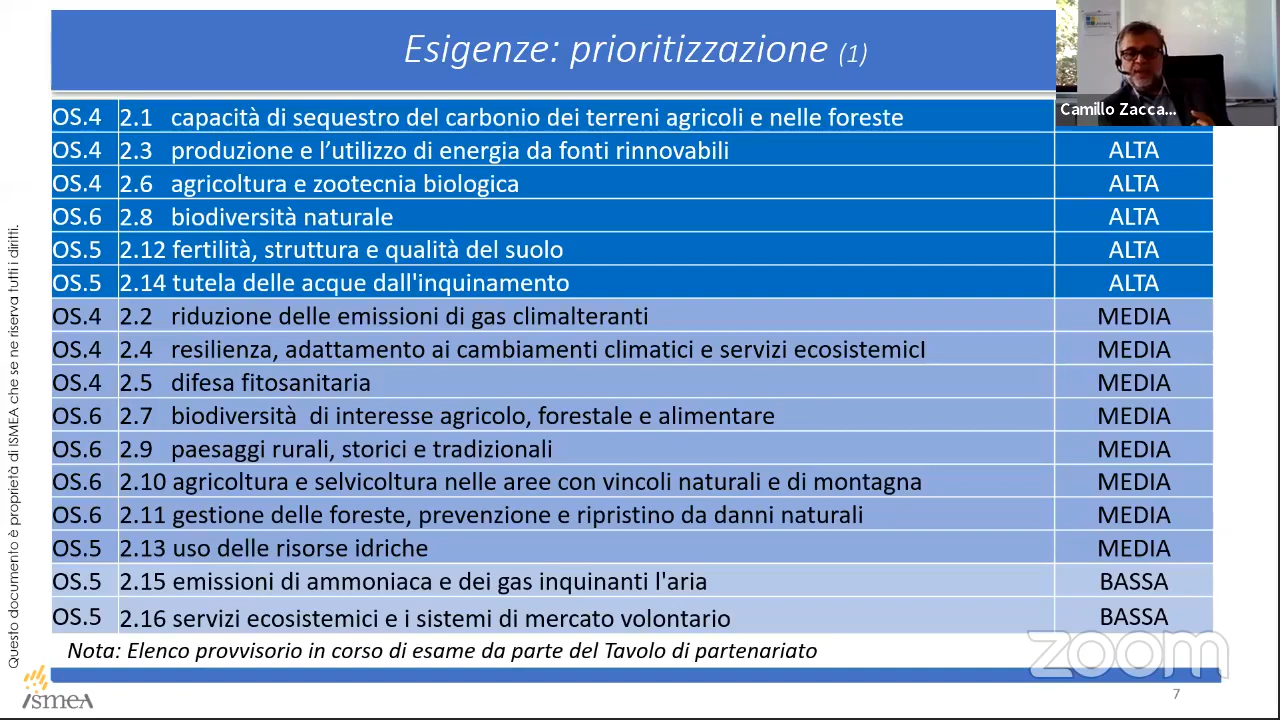 Esigenze: prioritizzazione (1)
Camillo Zacca...
OS.4 2.1 capacità di sequestro del carbonio dei terreni agricoli e nelle foreste
OS.4 2.3 produzione e l’utilizzo di energia da fonti rinnovabili ALTA
OS.4 2.6 agricoltura e zootecnia biologica ALTA
OS.6 2.8 biodiversità naturale ALTA
OS.5 2.12 fertilità, struttura e qualità del suolo ALTA
OS.5 2.14 tutela delle acque dall'inquinamento ALTA
OS.4 2.2 riduzione delle emissioni di gas climalteranti MEDIA
OS.4 2.4 resilienza, adattamento ai cambiamenti climatici e servizi ecosistemicI MEDIA
OS.4 2.5 difesa fitosanitaria MEDIA
OS.6 2.7 biodiversità di interesse agricolo, forestale e alimentare MEDIA
OS.6 2.9 paesaggi rurali, storici e tradizionali MEDIA
OS.6 2.10 agricoltura e selvicoltura nelle aree con vincoli naturali e di montagna MEDIA
OS.6 2.11 gestione delle foreste, prevenzione e ripristino da danni naturali MEDIA
OS.5 2.13 uso delle risorse idriche MEDIA
OS.5 2.15 emissioni di ammoniaca e dei gas inquinanti l'aria BASSA
OS.5 2.16 servizi ecosistemici e i sistemi di mercato volontario BASSA
Nota: Elenco provvisorio in corso di esame da parte del Tavolo di partenariato
zoom
ismea
7
Questo documento è proprietà di ISMEA che se ne riserva tutti i diritti.